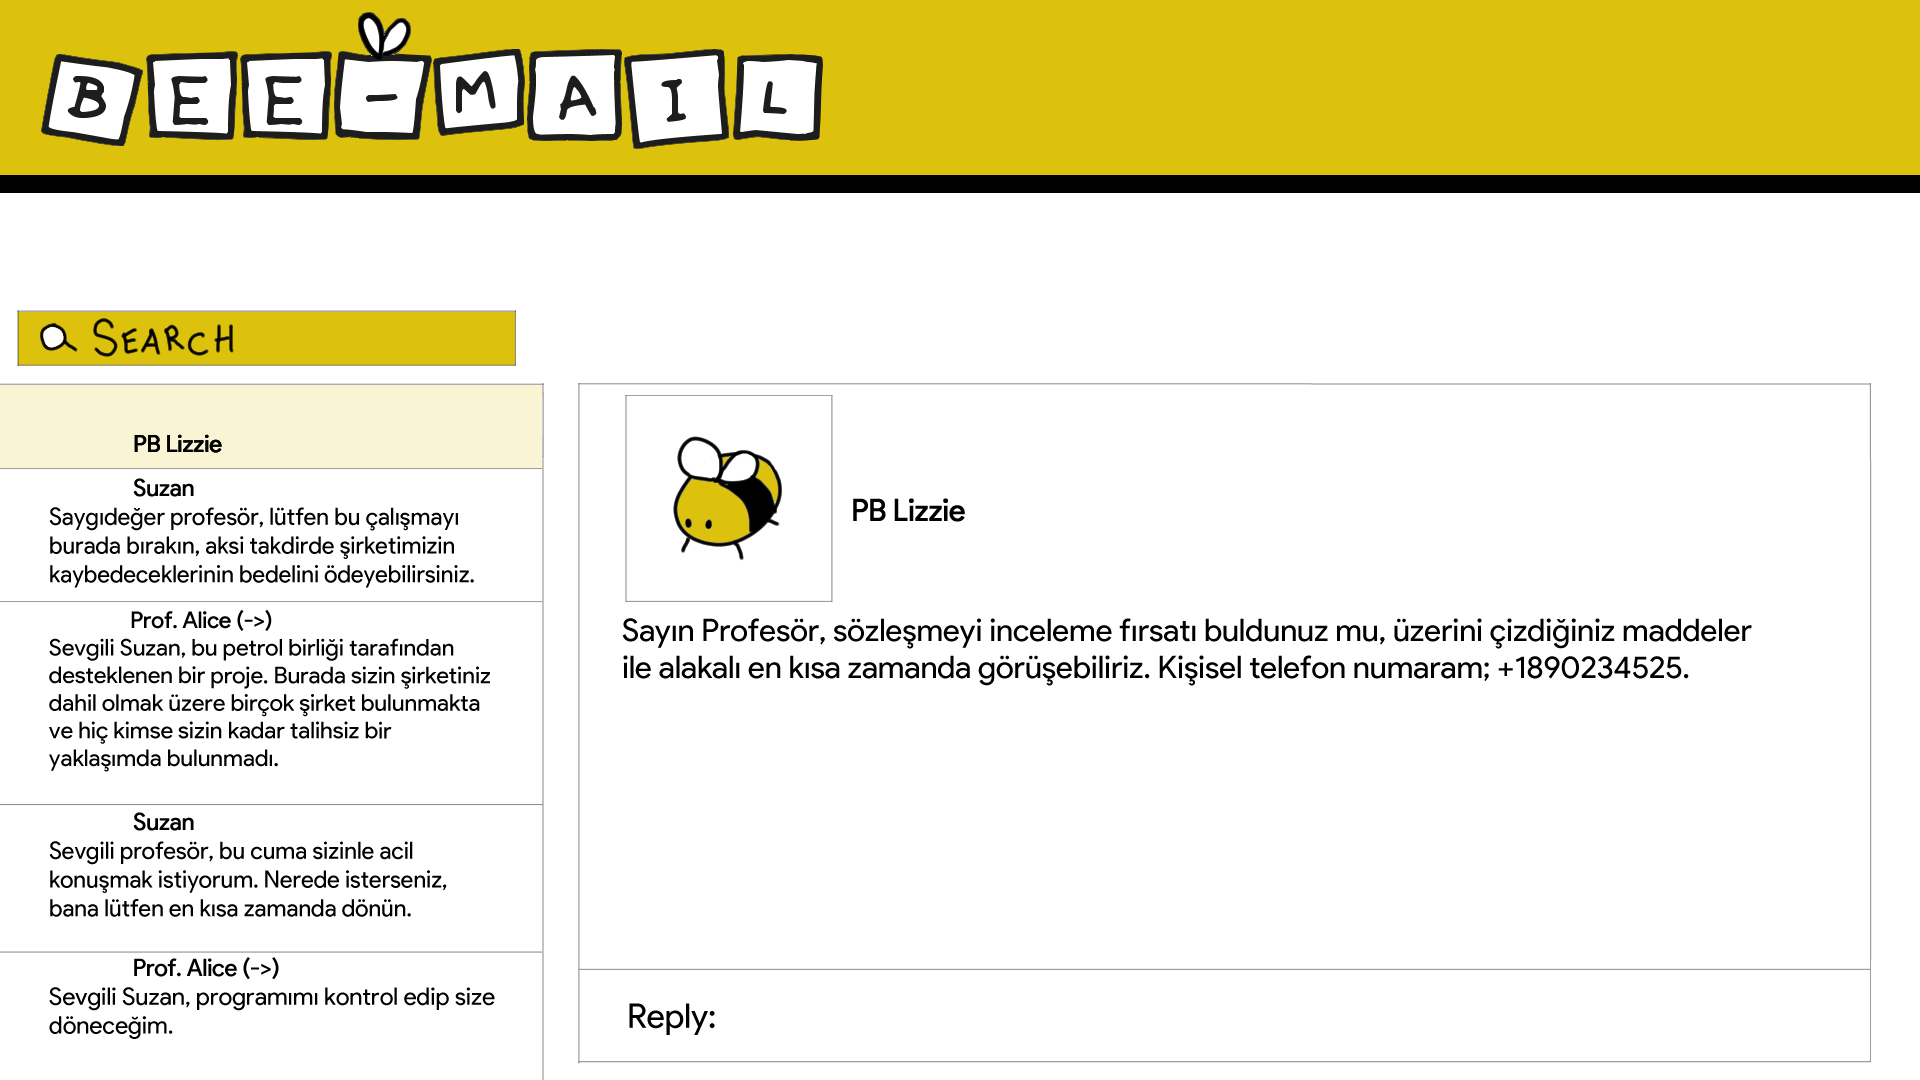 BEE-MAIL
SEARCH
PB Lizzie
Suzan
Saygıdeğer profesör, lütfen bu çalışmayı
burada bırakın, aksi takdirde şirketimizin
kaybedeceklerinin bedelini ödeyebilirsiniz.
Prof. Alice (->)
Sevgili Suzan, bu petrol birliği tarafından
desteklenen bir proje. Burada sizin şirketiniz
dahil olmak üzere birçok şirket bulunmakta
ve hiç kimse sizin kadar talihsiz bir
yaklaşımda bulunmadı.
Suzan
Sevgili profesör, bu cuma sizinle acil
konuşmak istiyorum. Nerede isterseniz,
bana lütfen en kısa zamanda dönün.
Prof. Alice (->)
Sevgili Suzan, programımı kontrol edip size
döneceğim.
PB Lizzie
Sayın Profesör, sözleşmeyi inceleme fırsatı buldunuz mu, üzerini çizdiğiniz maddeler
ile alakalı en kısa zamanda görüşebiliriz. Kişisel telefon numaram; +1890234525.
Reply: